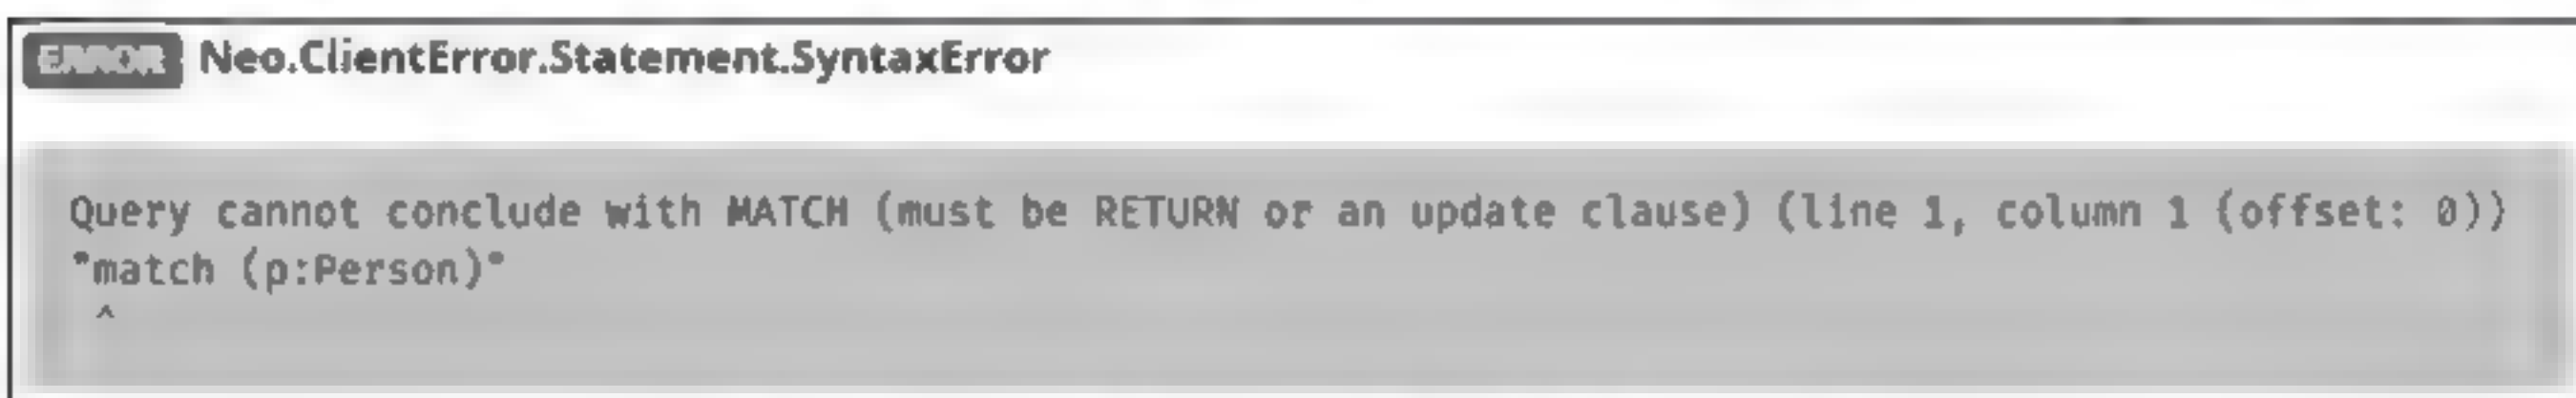 ERROR Neo.ClientError.Statement.SyntaxError
Query cannot conclude with MATCH (must be RETURN or an update clause) (line 1, column 1 (offset: 0))
"match (p:Person)"
^